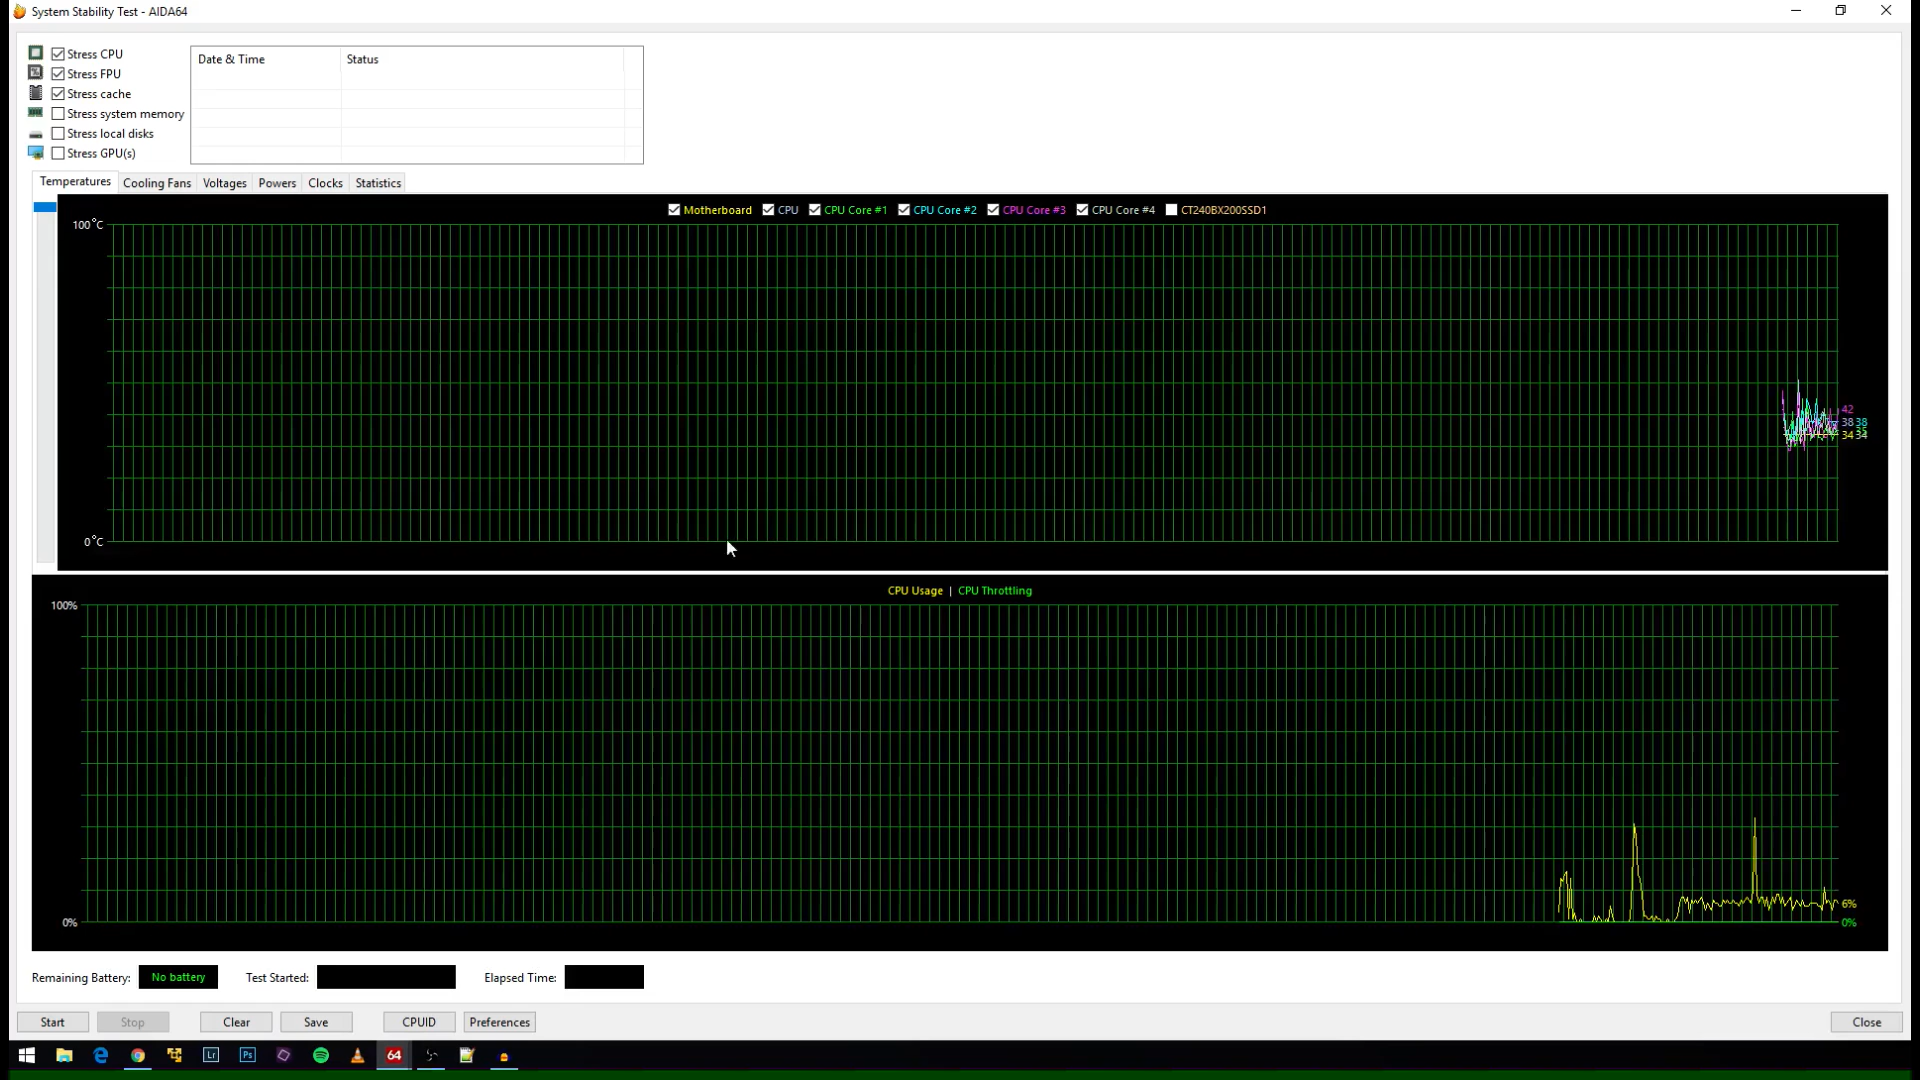 System Stability Test - AIDA64
Stress CPU
Stress FPU
Stress cache
Stress system memory
Stress local disks
Stress GPU(s)
Date & Time Status
Temperatures Cooling Fans Voltages Powers Clocks Statistics
Motherboard CPU CPU Core #1 CPU Core #2 CPU Core #3 CPU Core #4 CT240BX200SSD1
100°C
42
38 38
34 34
0°C
CPU Usage | CPU Throttling
100%
6%
0% 0%
Remaining Battery: No battery Test Started: Elapsed Time:
Start Stop Clear Save CPUID Preferences Close
Lr Ps 64